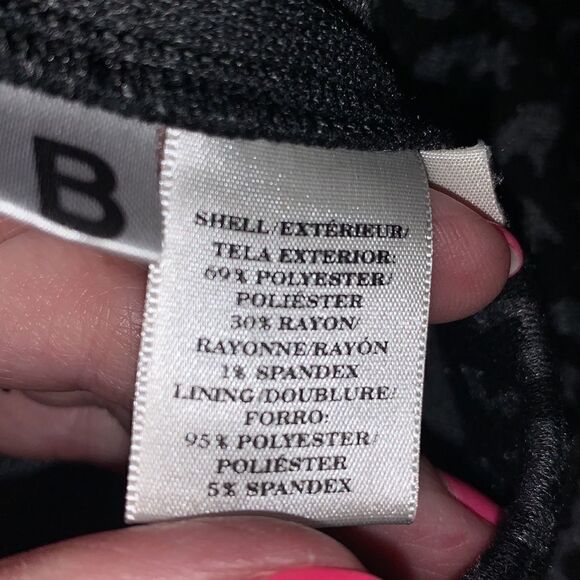 B
SHELL/EXTÉRIEUR/
TELA EXTERIOR:
69% POLYESTER/
POLIÉSTER
30% RAYON/
RAYONNE/RAYÓN
1% SPANDEX
LINING/DOUBLURE/
FORRO:
95% POLYESTER/
POLIÉSTER
5% SPANDEX